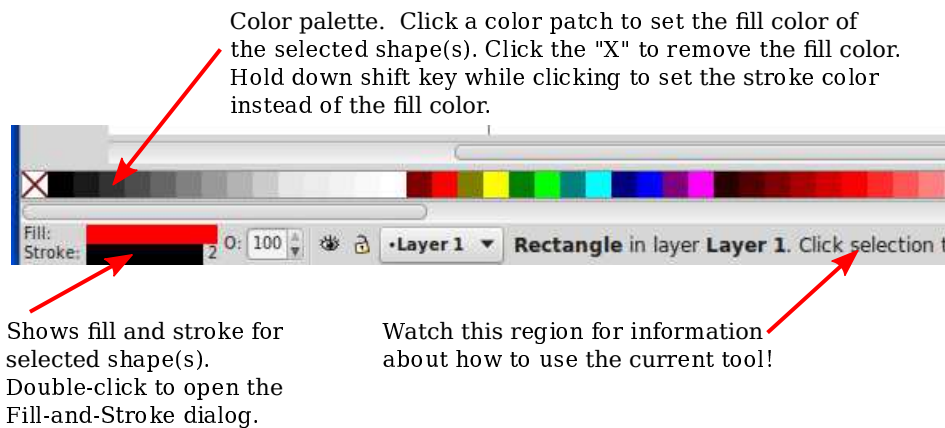 Color palette.  Click a color patch to set the fill color of
the selected shape(s). Click the "X" to remove the fill color.
Hold down shift key while clicking to set the stroke color
instead of the fill color.
Fill:
Stroke:
2
O: 100
•Layer 1
Rectangle in layer Layer 1. Click selection t
Shows fill and stroke for
selected shape(s).
Double-click to open the
Fill-and-Stroke dialog.
Watch this region for information
about how to use the current tool!